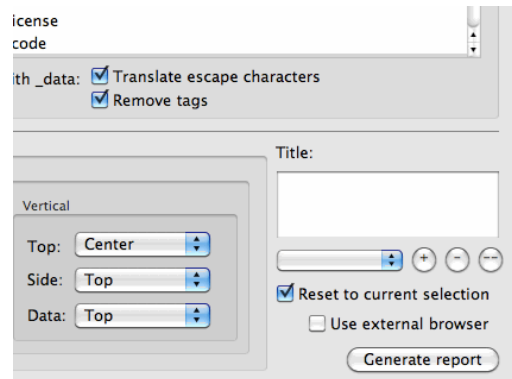 icense
code
ith _data: Translate escape characters
Remove tags
Title:
Vertical
Top: Center
Side: Top
Data: Top
+ - --
Reset to current selection
Use external browser
Generate report